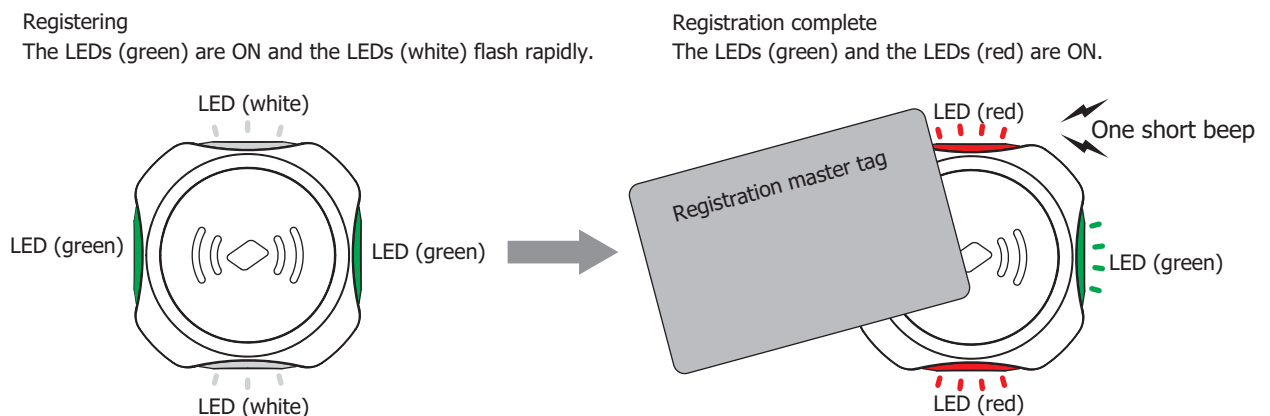 Registering
The LEDs (green) are ON and the LEDs (white) flash rapidly.
LED (white)
LED (green)
LED (green)
LED (white)
Registration complete
The LEDs (green) and the LEDs (red) are ON.
LED (red)
One short beep
Registration master tag
LED (green)
LED (red)